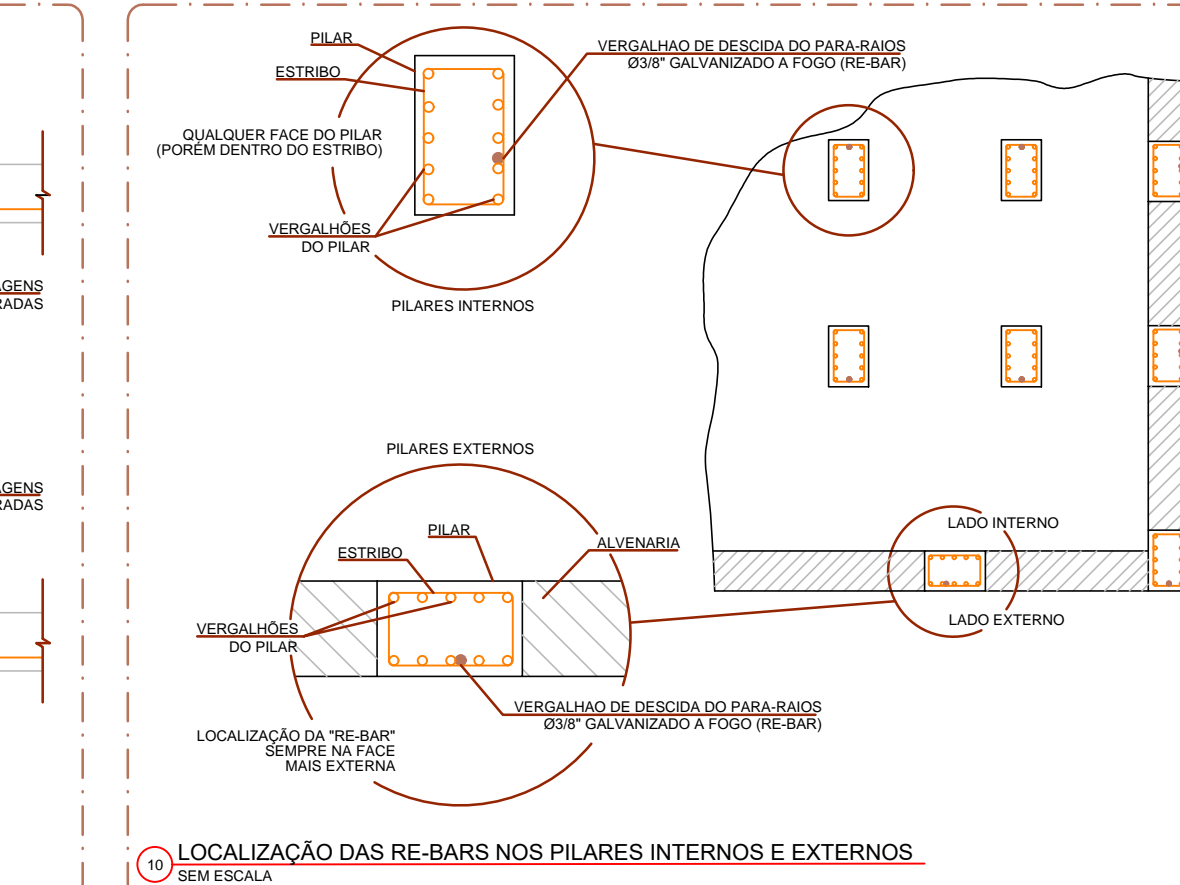 PILAR
ESTRIBO
VERGALHAO DE DESCIDA DO PARA-RAIOS
Ø3/8" GALVANIZADO A FOGO (RE-BAR)
QUALQUER FACE DO PILAR
(PORÉM DENTRO DO ESTRIBO)
VERGALHÕES
DO PILAR
PILARES INTERNOS
AGENS
RADAS
PILARES EXTERNOS
AGENS
RADAS
PILAR
ESTRIBO
ALVENARIA
VERGALHÕES
DO PILAR
LADO INTERNO
LADO EXTERNO
VERGALHAO DE DESCIDA DO PARA-RAIOS
Ø3/8" GALVANIZADO A FOGO (RE-BAR)
LOCALIZAÇÃO DA "RE-BAR"
SEMPRE NA FACE
MAIS EXTERNA
10 LOCALIZAÇÃO DAS RE-BARS NOS PILARES INTERNOS E EXTERNOS
SEM ESCALA